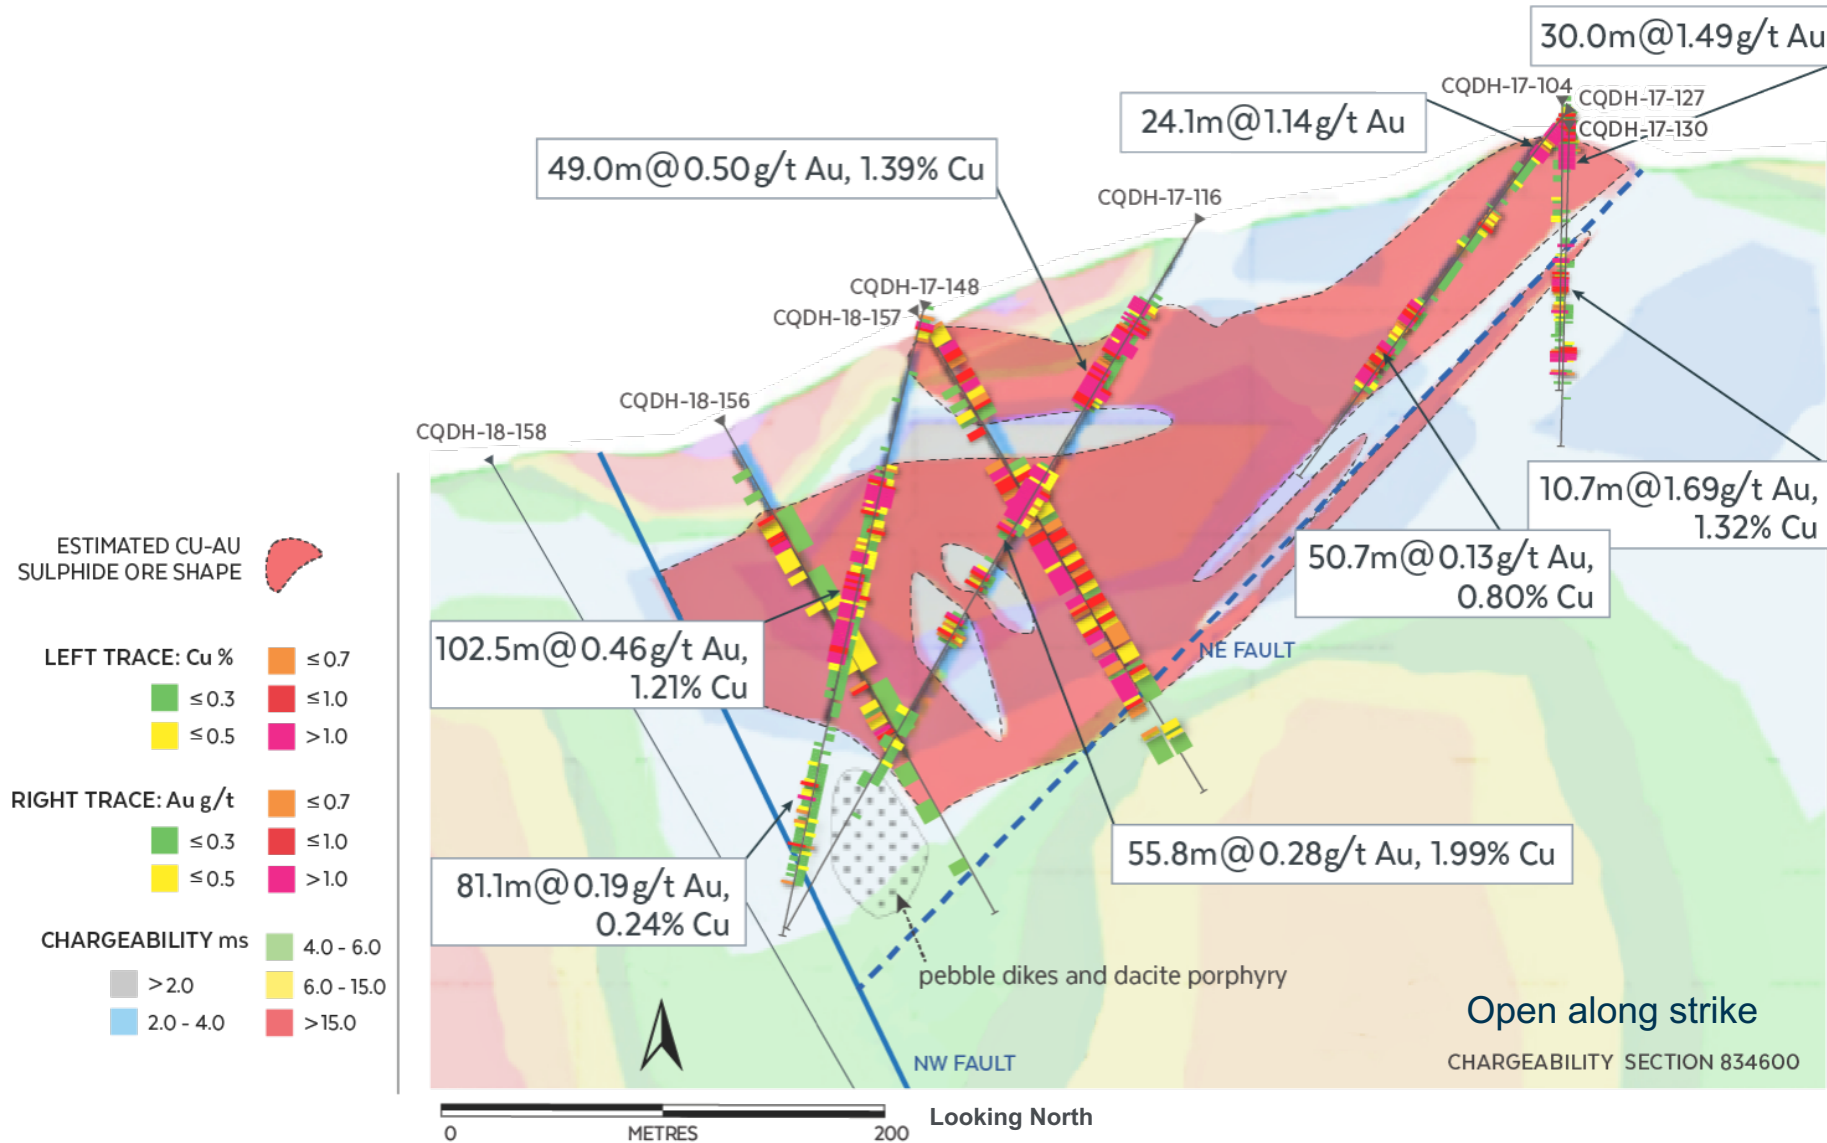 30.0m@1.49g/t Au
CQDH-17-104
CQDH-17-127
CQDH-17-130
24.1m@1.14g/t Au
49.0m@0.50g/t Au, 1.39% Cu
CQDH-17-116
CQDH-17-148
CQDH-18-157
CQDH-18-156
CQDH-18-158
10.7m@1.69g/t Au,
1.32% Cu
50.7m@0.13g/t Au,
0.80% Cu
ESTIMATED CU-AU
SULPHIDE ORE SHAPE
102.5m@0.46g/t Au,
1.21% Cu
NE FAULT
LEFT TRACE: Cu %
≤0.3
≤0.5
≤0.7
≤1.0
>1.0
RIGHT TRACE: Au g/t
≤0.3
≤0.5
≤0.7
≤1.0
>1.0
55.8m@0.28g/t Au, 1.99% Cu
81.1m@0.19g/t Au,
0.24% Cu
CHARGEABILITY ms
>2.0
2.0 - 4.0
4.0 - 6.0
6.0 - 15.0
>15.0
pebble dikes and dacite porphyry
Open along strike
NW FAULT
CHARGEABILITY SECTION 834600
0
METRES
200
Looking North